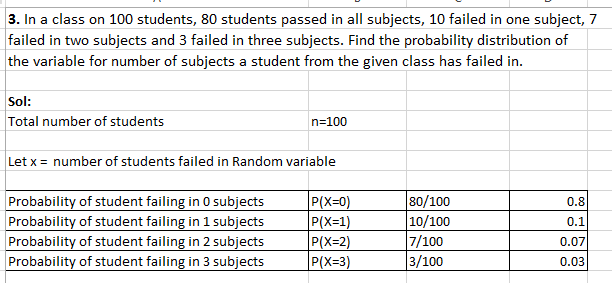 3. In a class on 100 students, 80 students passed in all subjects, 10 failed in one subject, 7
failed in two subjects and 3 failed in three subjects. Find the probability distribution of
the variable for number of subjects a student from the given class has failed in.
Sol:
Total number of students n=100
Let x = number of students failed in Random variable
Probability of student failing in 0 subjects P(X=0) 80/100 0.8
Probability of student failing in 1 subjects P(X=1) 10/100 0.1
Probability of student failing in 2 subjects P(X=2) 7/100 0.07
Probability of student failing in 3 subjects P(X=3) 3/100 0.03